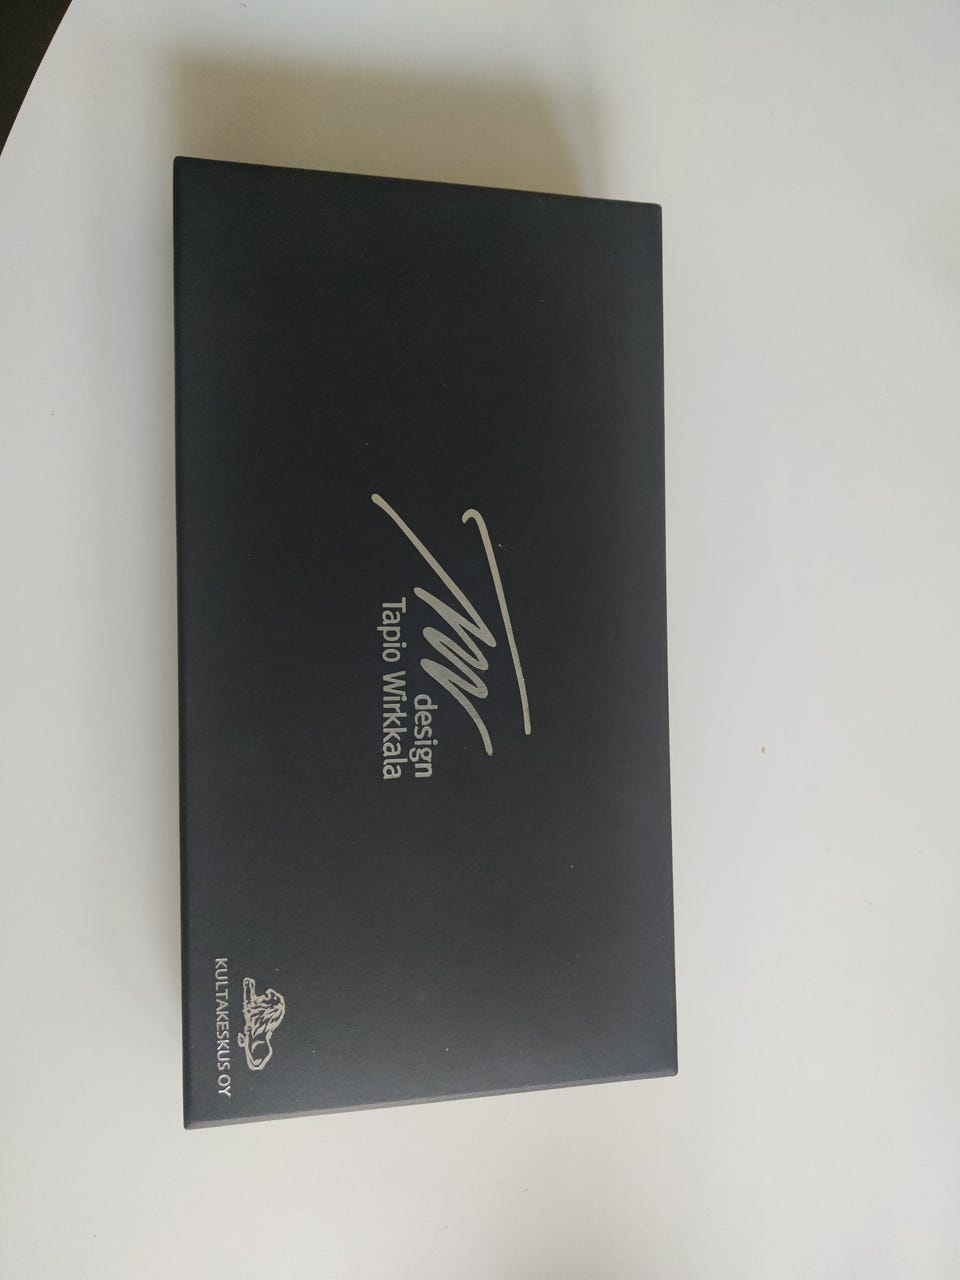 design
Tapio Wirkkala
KULTAKESKUS OY